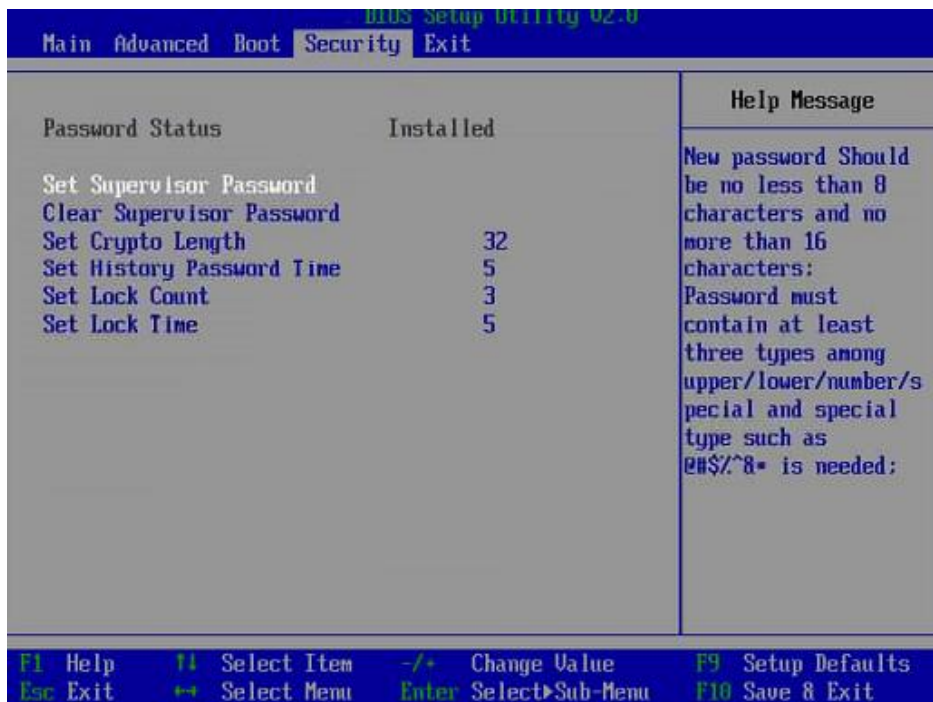 BIOS Setup Utility V2.0
Main Advanced Boot Security Exit
Password Status Installed
Set Supervisor Password
Clear Supervisor Password
Set Crypto Length 32
Set History Password Time 5
Set Lock Count 3
Set Lock Time 5
Help Message
New password Should
be no less than 8
characters and no
more than 16
characters:
Password must
contain at least
three types among
upper/lower/number/s
pecial and special
type such as
@#$%^&* is needed;
F1 Help ↑↓ Select Item -/+ Change Value F9 Setup Defaults
Esc Exit ↔ Select Menu Enter Select▶Sub-Menu F10 Save & Exit